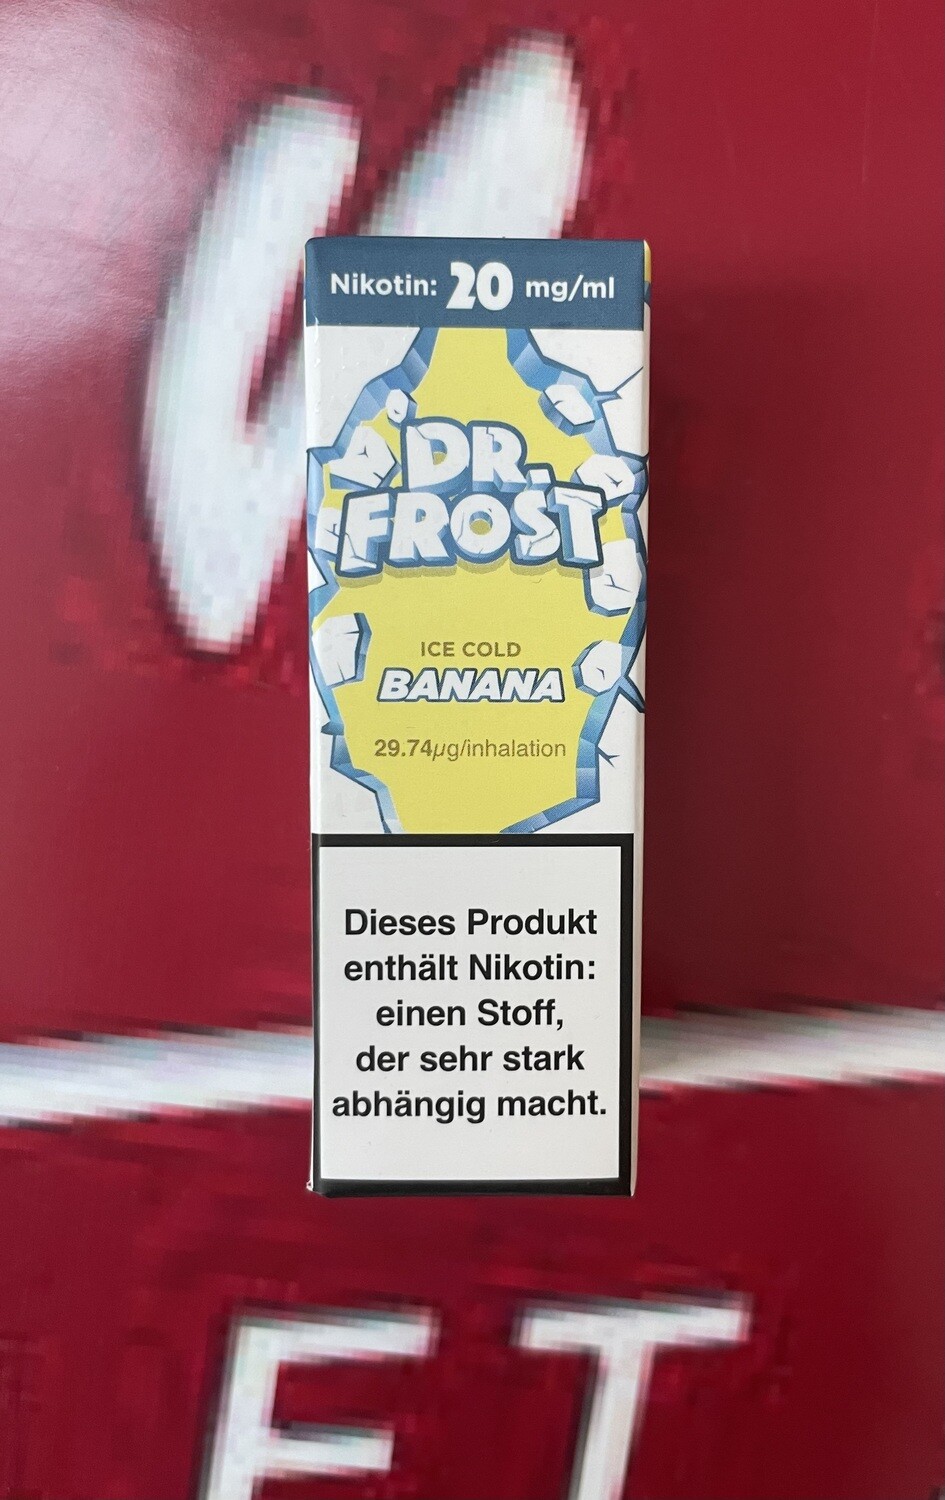 Nikotin: 20 mg/ml
DR.
FROST
ICE COLD
BANANA
29.74µg/inhalation
Dieses Produkt
enthält Nikotin:
einen Stoff,
der sehr stark
abhängig macht.
E T